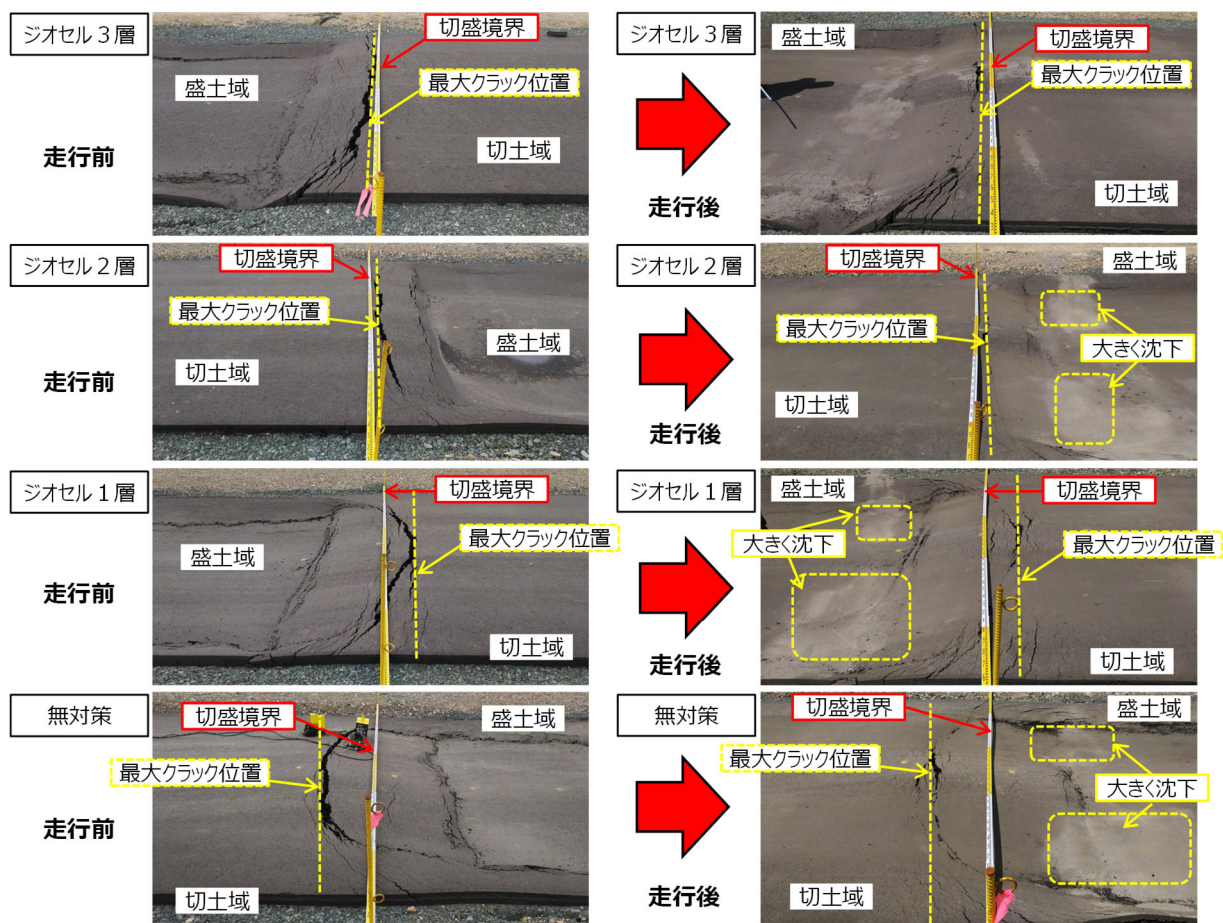 ジオセル３層
走行前
盛土域
切盛境界
最大クラック位置
切土域
走行後
ジオセル３層
盛土域
切盛境界
最大クラック位置
切土域
ジオセル２層
走行前
切盛境界
最大クラック位置
切土域
盛土域
走行後
ジオセル２層
切盛境界
盛土域
最大クラック位置
大きく沈下
切土域
ジオセル１層
走行前
切盛境界
盛土域
最大クラック位置
切土域
走行後
ジオセル１層
盛土域
切盛境界
大きく沈下
最大クラック位置
切土域
無対策
走行前
切盛境界
盛土域
最大クラック位置
切土域
走行後
無対策
切盛境界
盛土域
最大クラック位置
大きく沈下
切土域